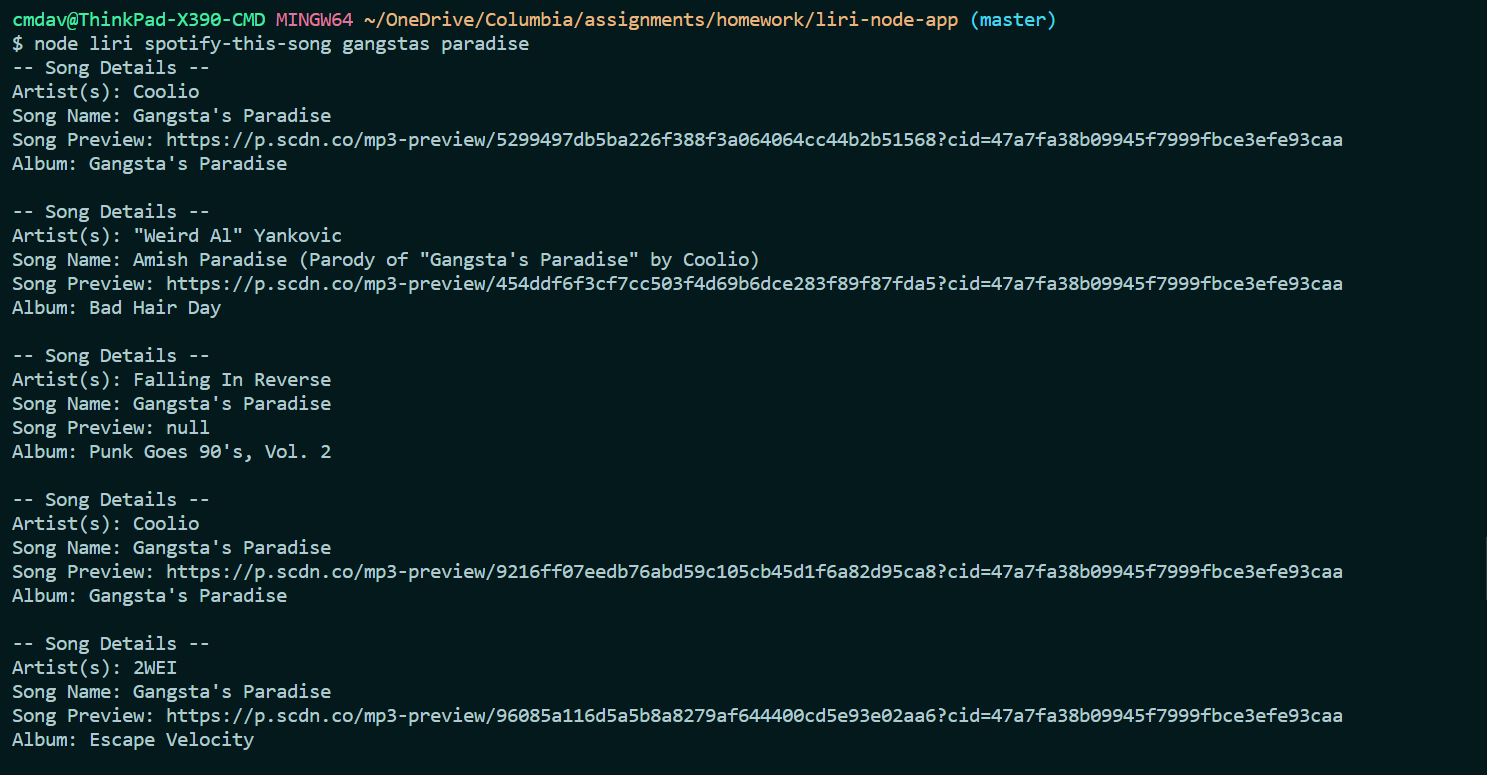 cmdav@ThinkPad-X390-CMD MINGW64 ~/OneDrive/Columbia/assignments/homework/liri-node-app (master)
$ node liri spotify-this-song gangstas paradise
-- Song Details --
Artist(s): Coolio
Song Name: Gangsta's Paradise
Song Preview: https://p.scdn.co/mp3-preview/5299497db5ba226f388f3a064064cc44b2b51568?cid=47a7fa38b09945f7999fbce3efe93caa
Album: Gangsta's Paradise
-- Song Details --
Artist(s): "Weird Al" Yankovic
Song Name: Amish Paradise (Parody of "Gangsta's Paradise" by Coolio)
Song Preview: https://p.scdn.co/mp3-preview/454ddf6f3cf7cc503f4d69b6dce283f89f87fda5?cid=47a7fa38b09945f7999fbce3efe93caa
Album: Bad Hair Day
-- Song Details --
Artist(s): Falling In Reverse
Song Name: Gangsta's Paradise
Song Preview: null
Album: Punk Goes 90's, Vol. 2
-- Song Details --
Artist(s): Coolio
Song Name: Gangsta's Paradise
Song Preview: https://p.scdn.co/mp3-preview/9216ff07eedb76abd59c105cb45d1f6a82d95ca8?cid=47a7fa38b09945f7999fbce3efe93caa
Album: Gangsta's Paradise
-- Song Details --
Artist(s): 2WEI
Song Name: Gangsta's Paradise
Song Preview: https://p.scdn.co/mp3-preview/96085a116d5a5b8a8279af644400cd5e93e02aa6?cid=47a7fa38b09945f7999fbce3efe93caa
Album: Escape Velocity